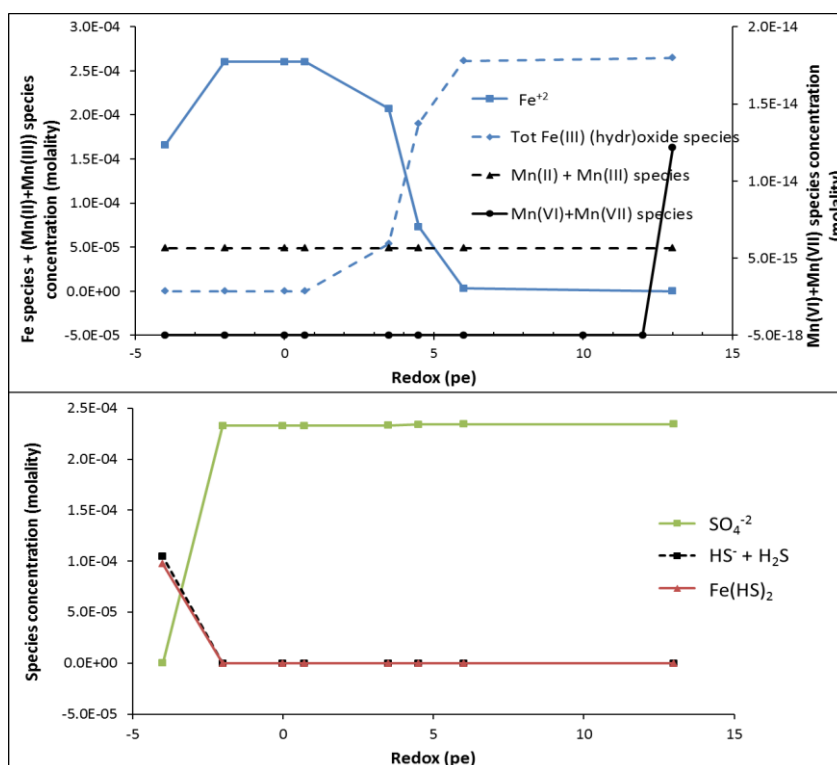 Fe species + (Mn(II)+Mn(III)) species
concentration (molality)
3.0E-04
2.5E-04
2.0E-04
1.5E-04
1.0E-04
5.0E-05
0.0E+00
-5.0E-05
-5
0
5
10
15
Redox (pe)
Fe+2
Tot Fe(III) (hydr)oxide species
Mn(II) + Mn(III) species
Mn(VI)+Mn(VII) species
2.0E-14
1.5E-14
1.0E-14
5.0E-15
-5.0E-18
Mn(VI)+Mn(VII) species
(molality)
Species concentration (molality)
2.5E-04
2.0E-04
1.5E-04
1.0E-04
5.0E-05
0.0E+00
-5.0E-05
-5
0
5
10
15
Redox (pe)
SO4-2
HS- + H2S
Fe(HS)2